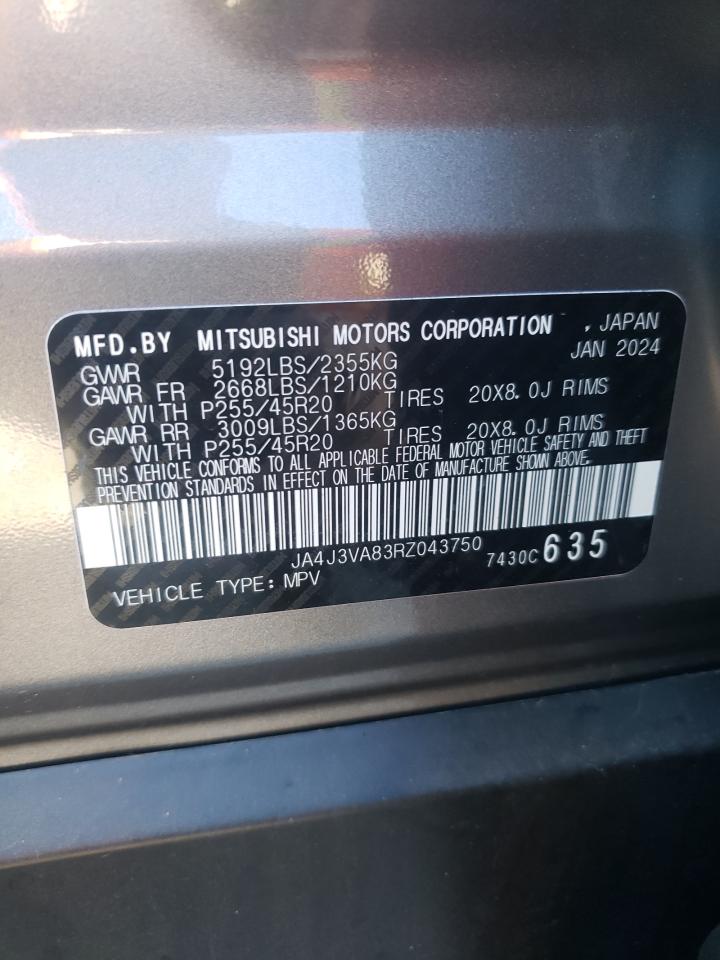 MFD.BY MITSUBISHI MOTORS CORPORATION , JAPAN
JAN 2024
GVWR 5192LBS/2355KG
GAWR FR 2668LBS/1210KG
WITH P255/45R20 TIRES 20X8.0J RIMS
GAWR RR 3009LBS/1365KG
WITH P255/45R20 TIRES 20X8.0J RIMS
THIS VEHICLE CONFORMS TO ALL APPLICABLE FEDERAL MOTOR VEHICLE SAFETY AND THEFT
PREVENTION STANDARDS IN EFFECT ON THE DATE OF MANUFACTURE SHOWN ABOVE.
JA4J3VA83RZ043750 7430C 635
VEHICLE TYPE: MPV